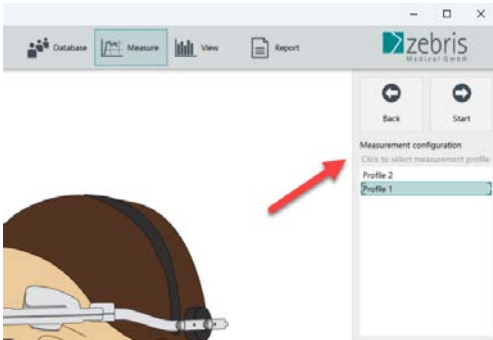 Database
Measure
View
Report
zebris
Medical GmbH
Back
Start
Measurement configuration
Click to select measurement profile
Profile 2
Profile 1